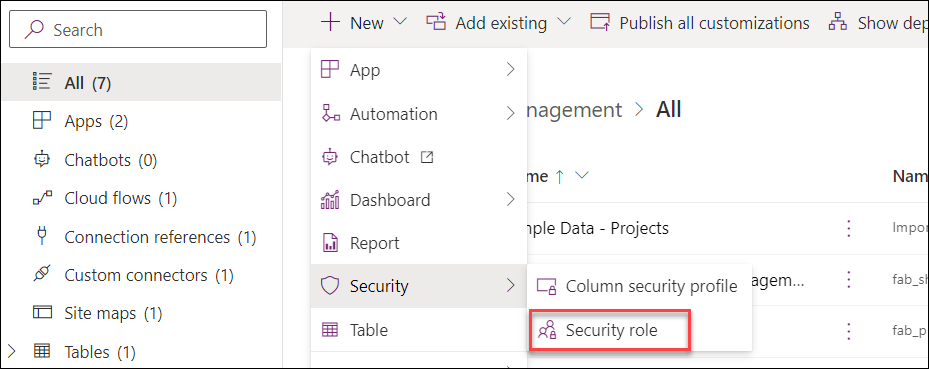 Search
All (7)
Apps (2)
Chatbots (0)
Cloud flows (1)
Connection references (1)
Custom connectors (1)
Site maps (1)
Tables (1)
New
Add existing
Publish all customizations
Show dep
App
Automation
Chatbot
Dashboard
Report
Security
Table
Column security profile
Security role
nagement > All
me ↑
Nam
nple Data - Projects
Impor
nagem...
fab_sh
fab_p